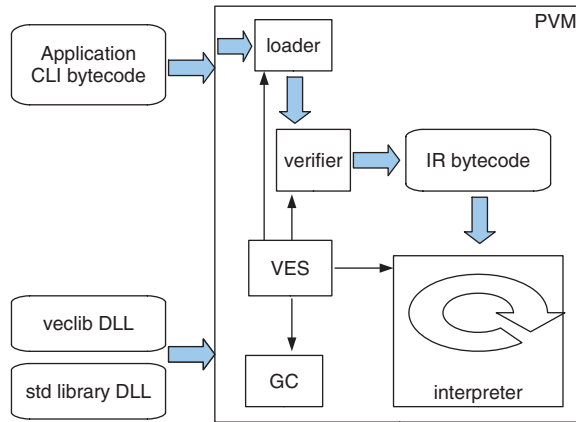 PVM
Application
CLI bytecode
loader
verifier
IR bytecode
VES
veclib DLL
std library DLL
GC
interpreter